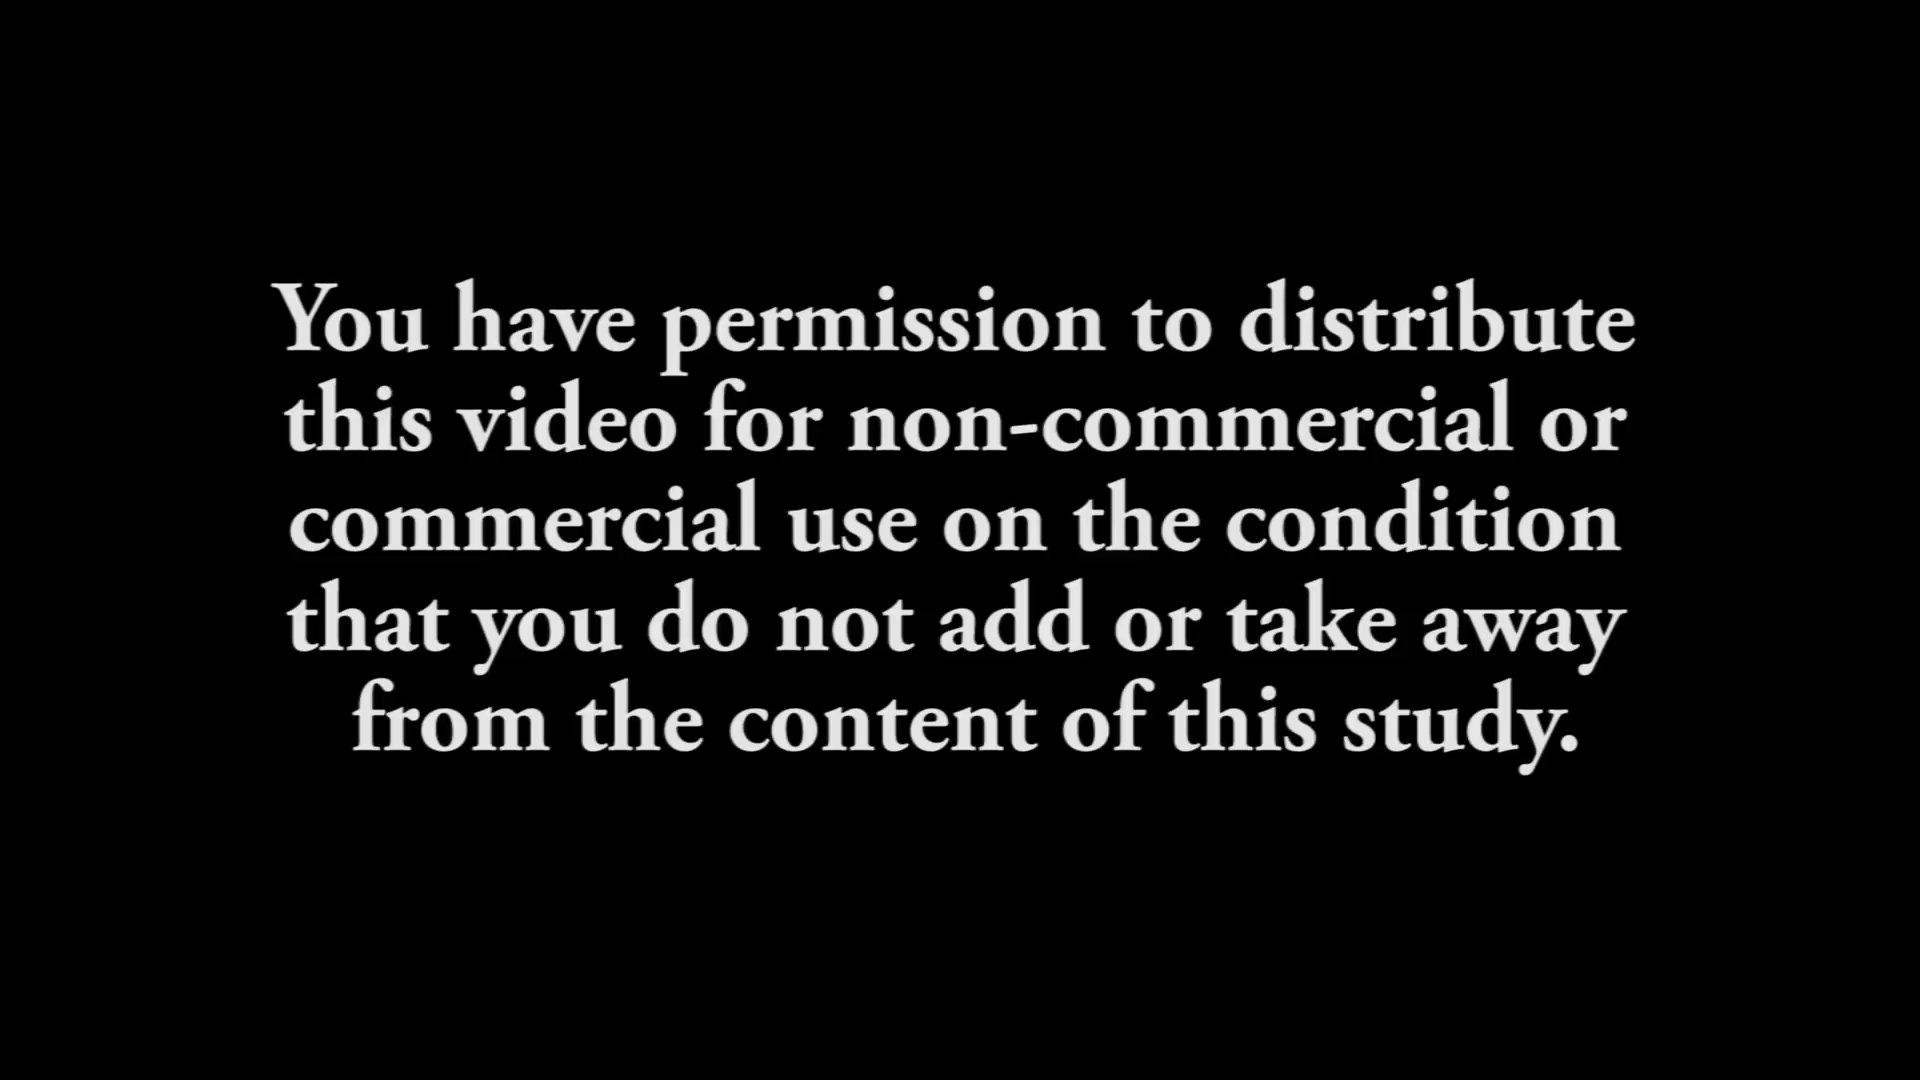 You have permission to distribute
this video for non-commercial or
commercial use on the condition
that you do not add or take away
from the content of this study.